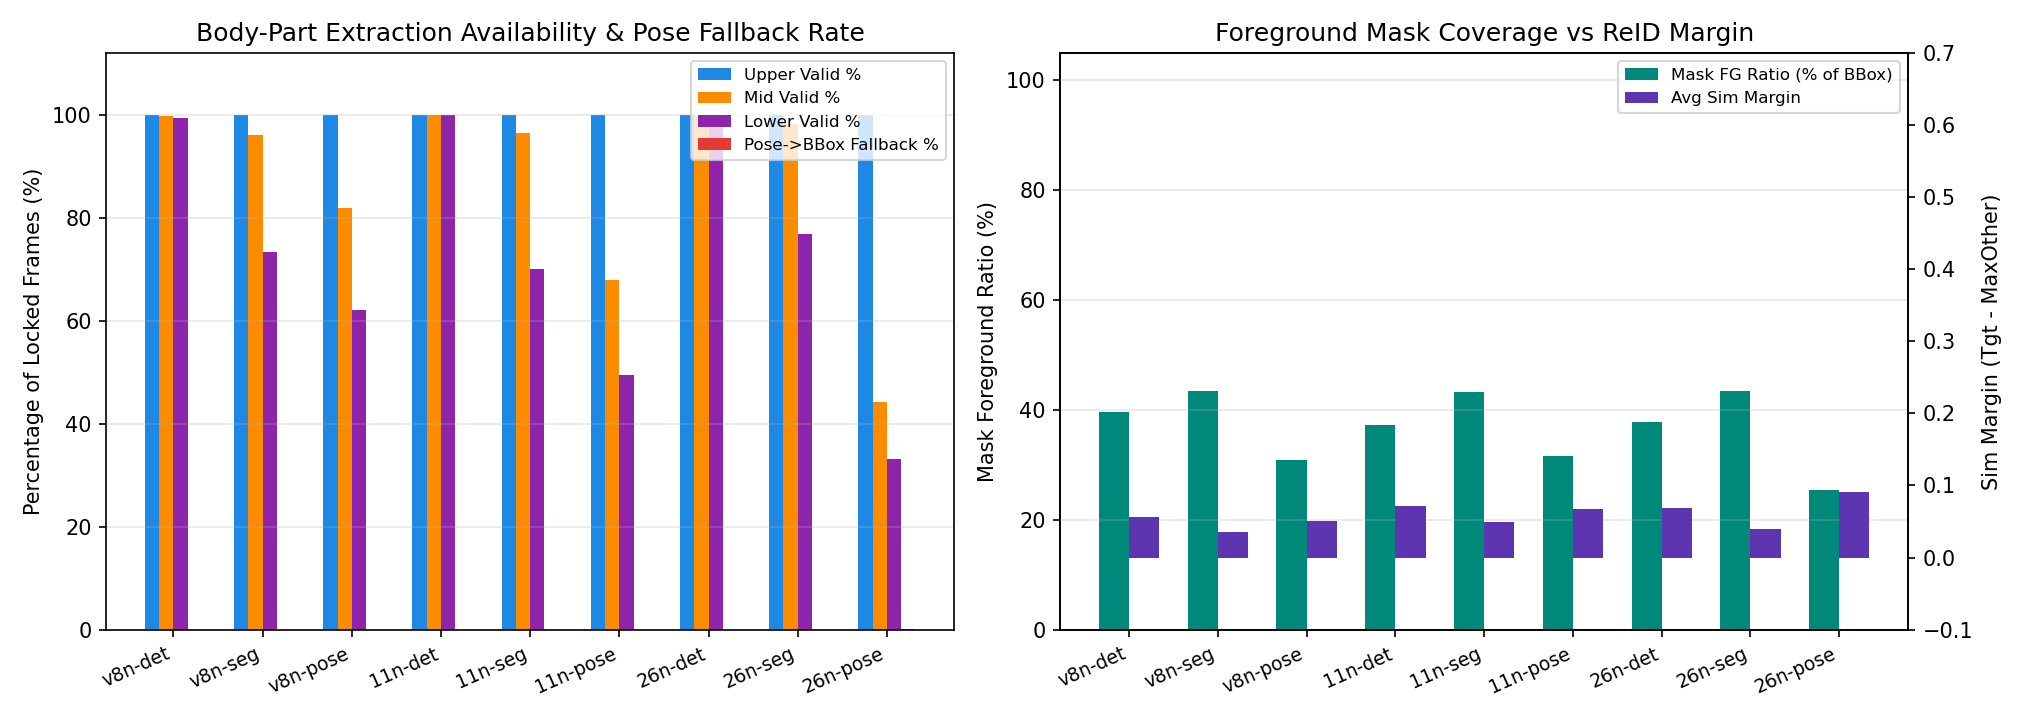 Body-Part Extraction Availability & Pose Fallback Rate
Percentage of Locked Frames (%)
100
80
60
40
20
0
Upper Valid %
Mid Valid %
Lower Valid %
Pose->BBox Fallback %
v8n-det
v8n-seg
v8n-pose
11n-det
11n-seg
11n-pose
26n-det
26n-seg
26n-pose
Foreground Mask Coverage vs ReID Margin
Mask Foreground Ratio (%)
100
80
60
40
20
0
Mask FG Ratio (% of BBox)
Avg Sim Margin
0.7
0.6
0.5
0.4
0.3
0.2
0.1
0.0
−0.1
Sim Margin (Tgt - MaxOther)
v8n-det
v8n-seg
v8n-pose
11n-det
11n-seg
11n-pose
26n-det
26n-seg
26n-pose